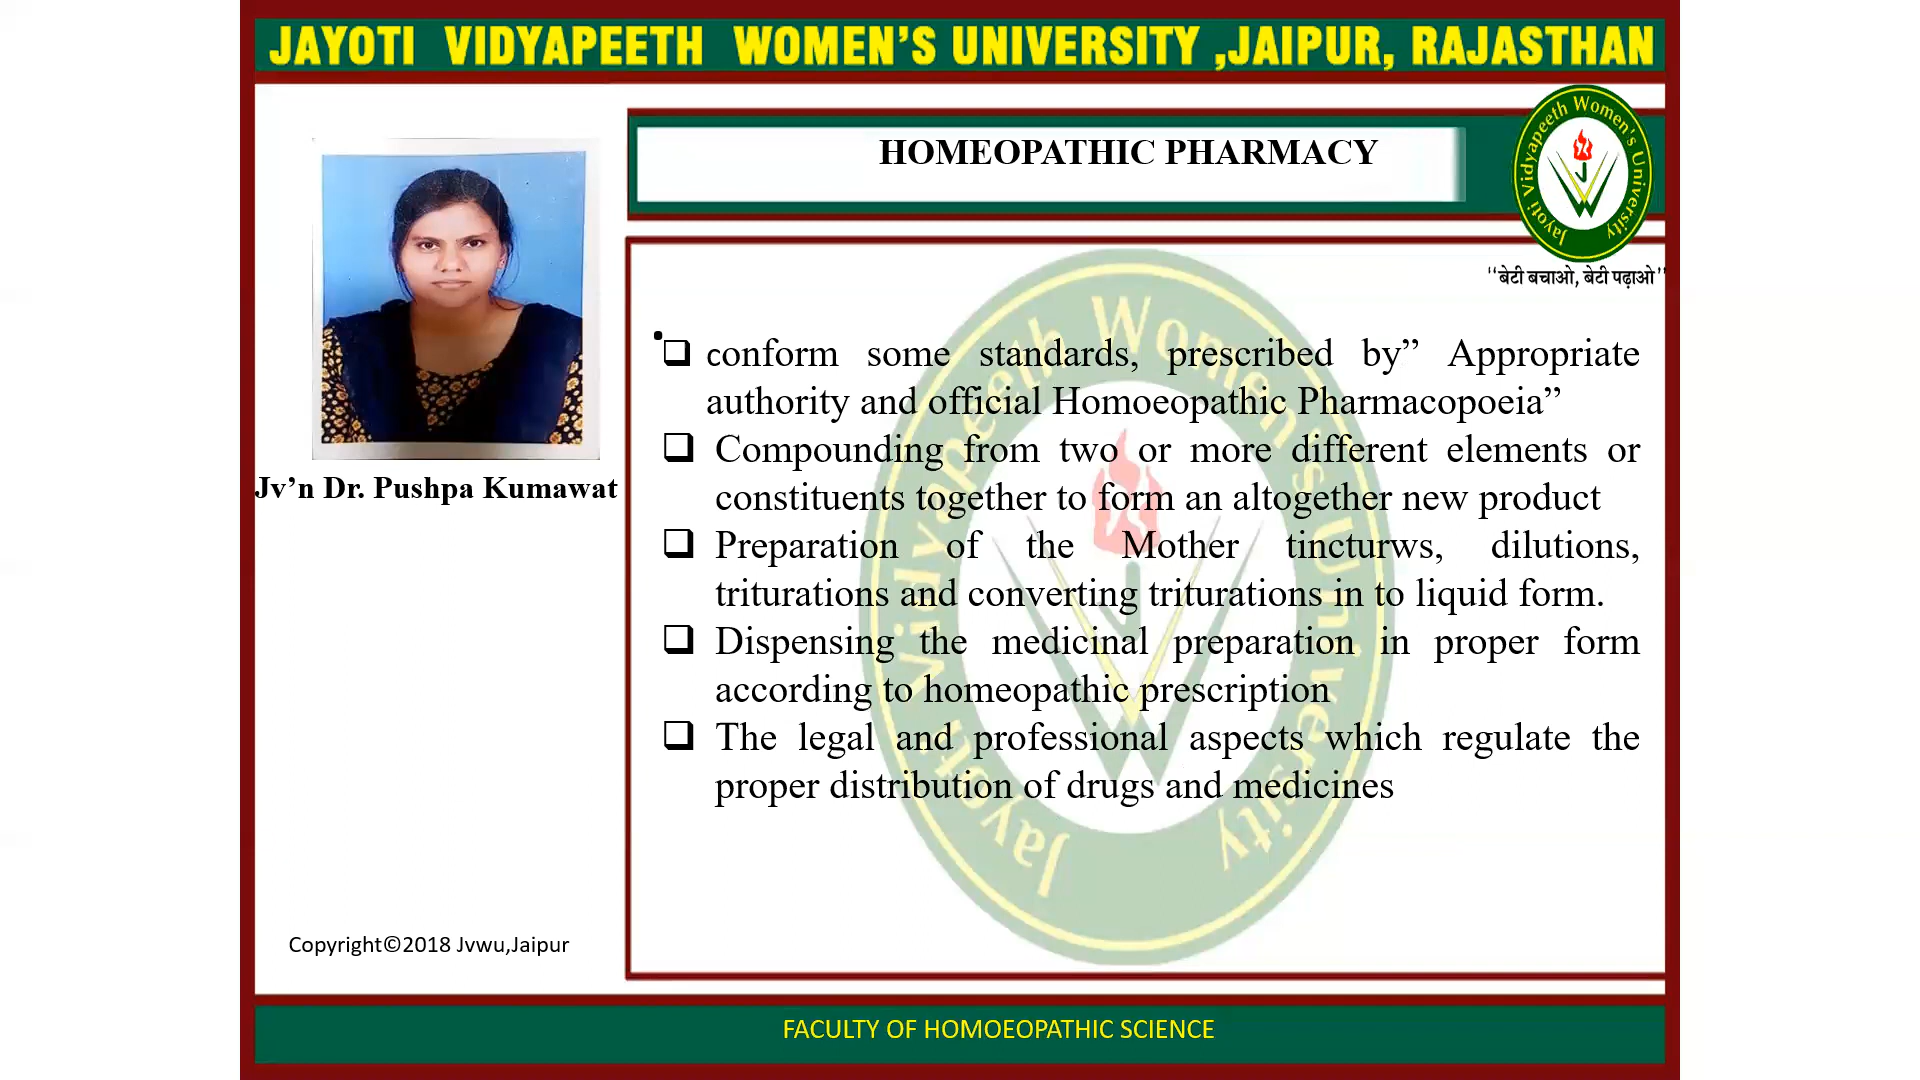 JAYOTI VIDYAPEETH WOMEN'S UNIVERSITY ,JAIPUR, RAJASTHAN
HOMEOPATHIC PHARMACY
Jayoti Vidyapeeth Women's University
“बेटी बचाओ, बेटी पढ़ाओ”
Jv’n Dr. Pushpa Kumawat
conform some standards, prescribed by” Appropriate
authority and official Homoeopathic Pharmacopoeia”
Compounding from two or more different elements or
constituents together to form an altogether new product
Preparation of the Mother tincturws, dilutions,
triturations and converting triturations in to liquid form.
Dispensing the medicinal preparation in proper form
according to homeopathic prescription
The legal and professional aspects which regulate the
proper distribution of drugs and medicines
Jayoti Vidyapeeth Women's University
Copyright©2018 Jvwu,Jaipur
FACULTY OF HOMOEOPATHIC SCIENCE